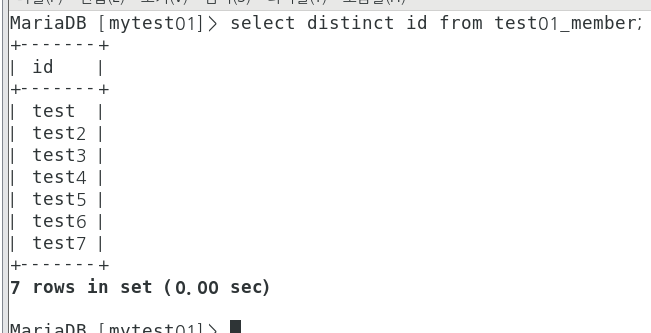 MariaDB [mytest01]> select distinct id from test01_member;
+-------+
| id    |
+-------+
| test  |
| test2 |
| test3 |
| test4 |
| test5 |
| test6 |
| test7 |
+-------+
7 rows in set (0.00 sec)
MariaDB [mytest01]>